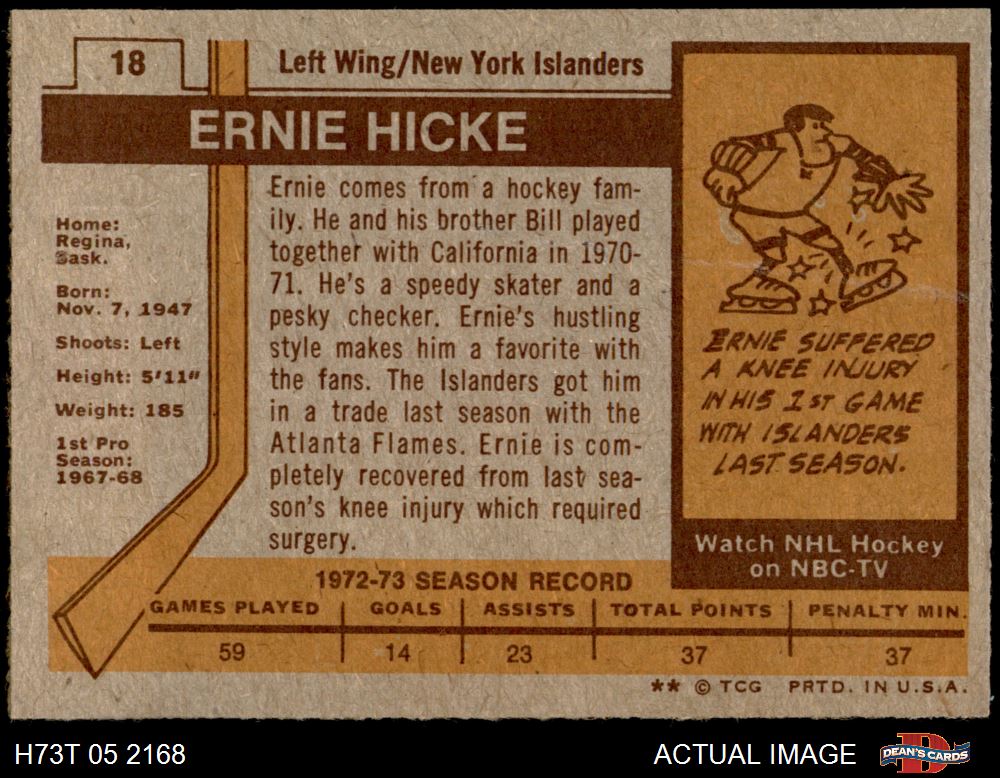 18
Left Wing/New York Islanders
ERNIE HICKE
Home:
Regina,
Sask.
Born:
Nov. 7, 1947
Shoots: Left
Height: 5'11"
Weight: 185
1st Pro
Season:
1967-68
Ernie comes from a hockey fam-
ily. He and his brother Bill played
together with California in 1970-
71. He's a speedy skater and a
pesky checker. Ernie's hustling
style makes him a favorite with
the fans. The Islanders got him
in a trade last season with the
Atlanta Flames. Ernie is com-
pletely recovered from last sea-
son's knee injury which required
surgery.
ERNIE SUFFERED
A KNEE INJURY
IN HIS 1ST GAME
WITH ISLANDERS
LAST SEASON.
Watch NHL Hockey
on NBC-TV
1972-73 SEASON RECORD
GAMES PLAYED GOALS ASSISTS TOTAL POINTS PENALTY MIN.
59 14 23 37 37
** © TCG PRTD. IN U.S.A.
H73T 05 2168 ACTUAL IMAGE D DEAN'S CARDS